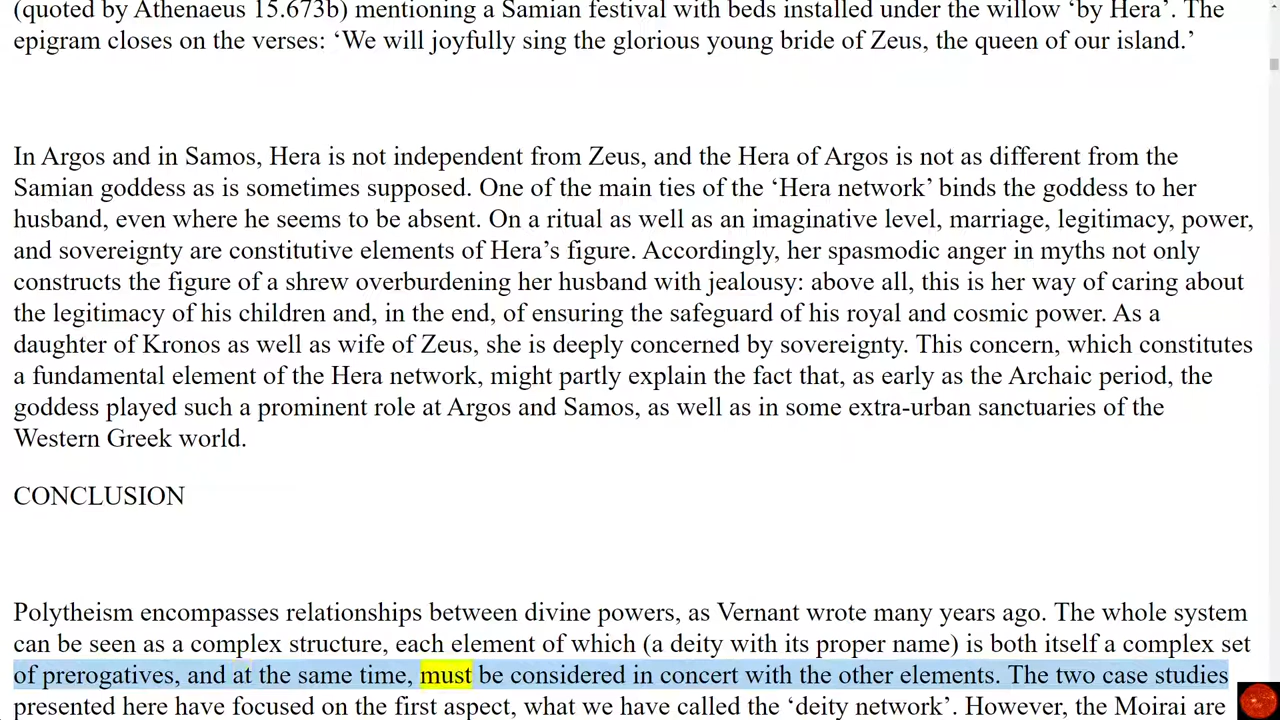 (quoted by Athenaeus 15.673b) mentioning a Samian festival with beds installed under the willow ‘by Hera’. The
epigram closes on the verses: ‘We will joyfully sing the glorious young bride of Zeus, the queen of our island.’
In Argos and in Samos, Hera is not independent from Zeus, and the Hera of Argos is not as different from the
Samian goddess as is sometimes supposed. One of the main ties of the ‘Hera network’ binds the goddess to her
husband, even where he seems to be absent. On a ritual as well as an imaginative level, marriage, legitimacy, power,
and sovereignty are constitutive elements of Hera’s figure. Accordingly, her spasmodic anger in myths not only
constructs the figure of a shrew overburdening her husband with jealousy: above all, this is her way of caring about
the legitimacy of his children and, in the end, of ensuring the safeguard of his royal and cosmic power. As a
daughter of Kronos as well as wife of Zeus, she is deeply concerned by sovereignty. This concern, which constitutes
a fundamental element of the Hera network, might partly explain the fact that, as early as the Archaic period, the
goddess played such a prominent role at Argos and Samos, as well as in some extra-urban sanctuaries of the
Western Greek world.
CONCLUSION
Polytheism encompasses relationships between divine powers, as Vernant wrote many years ago. The whole system
can be seen as a complex structure, each element of which (a deity with its proper name) is both itself a complex set
of prerogatives, and at the same time, must be considered in concert with the other elements. The two case studies
presented here have focused on the first aspect, what we have called the ‘deity network’. However, the Moirai are